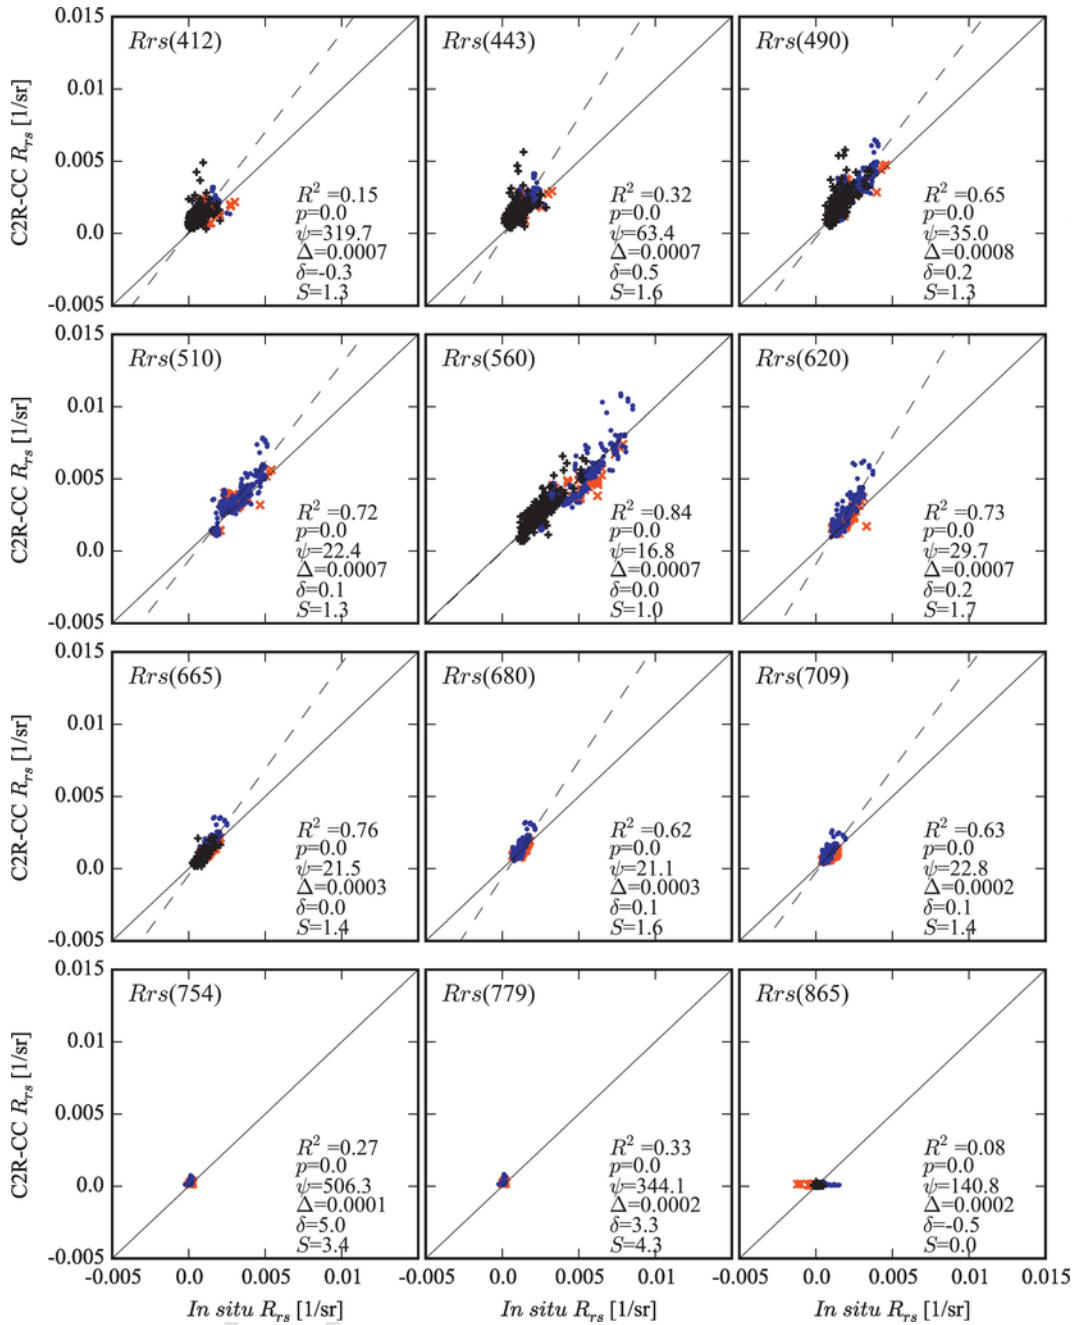 0.015
0.01
0.005
0.0
-0.005
C2R-CC R_rs [1/sr]
Rrs(412)
R² =0.15
p=0.0
ψ=319.7
Δ=0.0007
δ=-0.3
S=1.3
Rrs(443)
R² =0.32
p=0.0
ψ=63.4
Δ=0.0007
δ=0.5
S=1.6
Rrs(490)
R² =0.65
p=0.0
ψ=35.0
Δ=0.0008
δ=0.2
S=1.3
0.015
0.01
0.005
0.0
-0.005
C2R-CC R_rs [1/sr]
Rrs(510)
R² =0.72
p=0.0
ψ=22.4
Δ=0.0007
δ=0.1
S=1.3
Rrs(560)
R² =0.84
p=0.0
ψ=16.8
Δ=0.0007
δ=0.0
S=1.0
Rrs(620)
R² =0.73
p=0.0
ψ=29.7
Δ=0.0007
δ=0.2
S=1.7
0.015
0.01
0.005
0.0
-0.005
C2R-CC R_rs [1/sr]
Rrs(665)
R² =0.76
p=0.0
ψ=21.5
Δ=0.0003
δ=0.0
S=1.4
Rrs(680)
R² =0.62
p=0.0
ψ=21.1
Δ=0.0003
δ=0.1
S=1.6
Rrs(709)
R² =0.63
p=0.0
ψ=22.8
Δ=0.0002
δ=0.1
S=1.4
0.015
0.01
0.005
0.0
-0.005
C2R-CC R_rs [1/sr]
Rrs(754)
R² =0.27
p=0.0
ψ=506.3
Δ=0.0001
δ=5.0
S=3.4
Rrs(779)
R² =0.33
p=0.0
ψ=344.1
Δ=0.0002
δ=3.3
S=4.3
Rrs(865)
R² =0.08
p=0.0
ψ=140.8
Δ=0.0002
δ=-0.5
S=0.0
-0.005 0.0 0.005 0.01 -0.005 0.0 0.005 0.01 -0.005 0.0 0.005 0.01 0.015
In situ R_rs [1/sr] In situ R_rs [1/sr] In situ R_rs [1/sr]